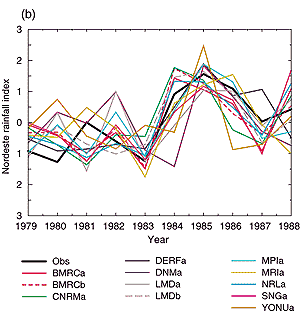 (b)
3
2
1
0
1
2
3
Nordeste rainfall index
1979 1980 1981 1982 1983 1984 1985 1986 1987 1988
Year
Obs DERFa MPIa
BMRCa DNMa MRIa
BMRCb LMDa NRLa
CNRMa LMDb SNGa
YONUa